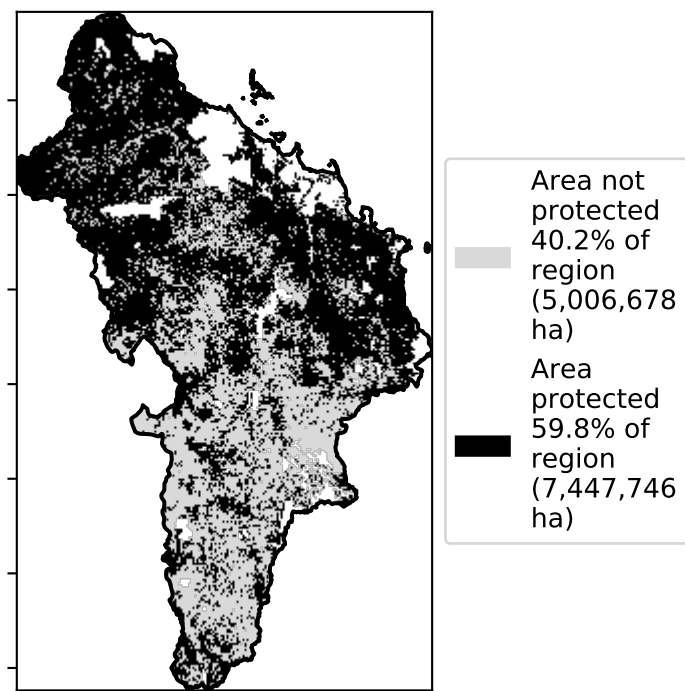 Area not
protected
40.2% of
region
(5,006,678
ha)
Area
protected
59.8% of
region
(7,447,746
ha)